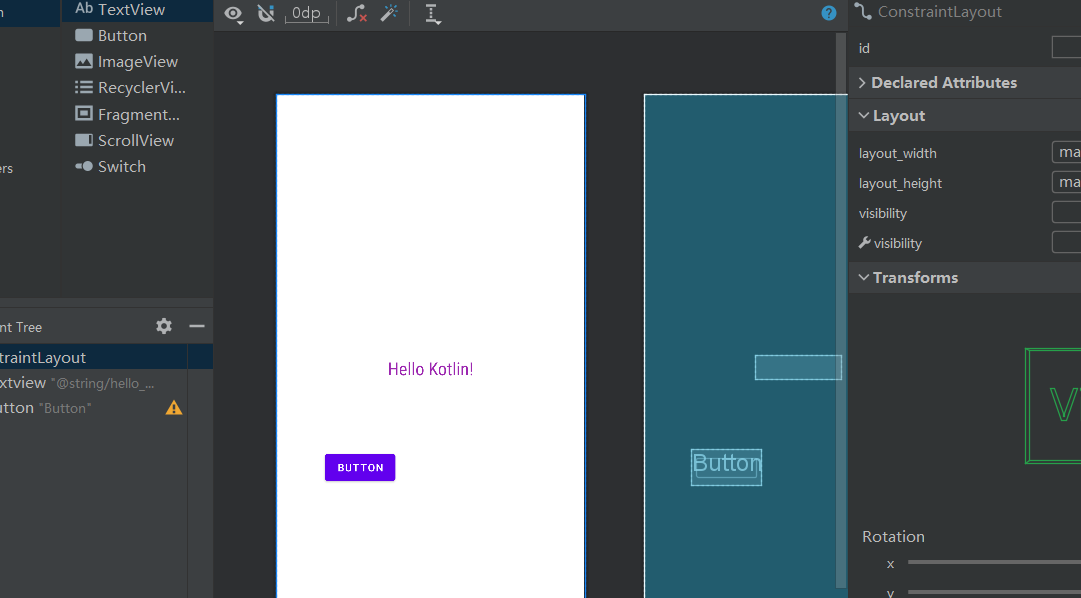 Ab TextView
Button
ImageView
RecyclerVi...
Fragment...
ScrollView
Switch
ers
nt Tree
traintLayout
xtview "@string/hello_...
utton "Button"
0dp
?
Hello Kotlin!
BUTTON
Button
ConstraintLayout
id
Declared Attributes
Layout
layout_width
ma
layout_height
ma
visibility
visibility
Transforms
Rotation
x
y